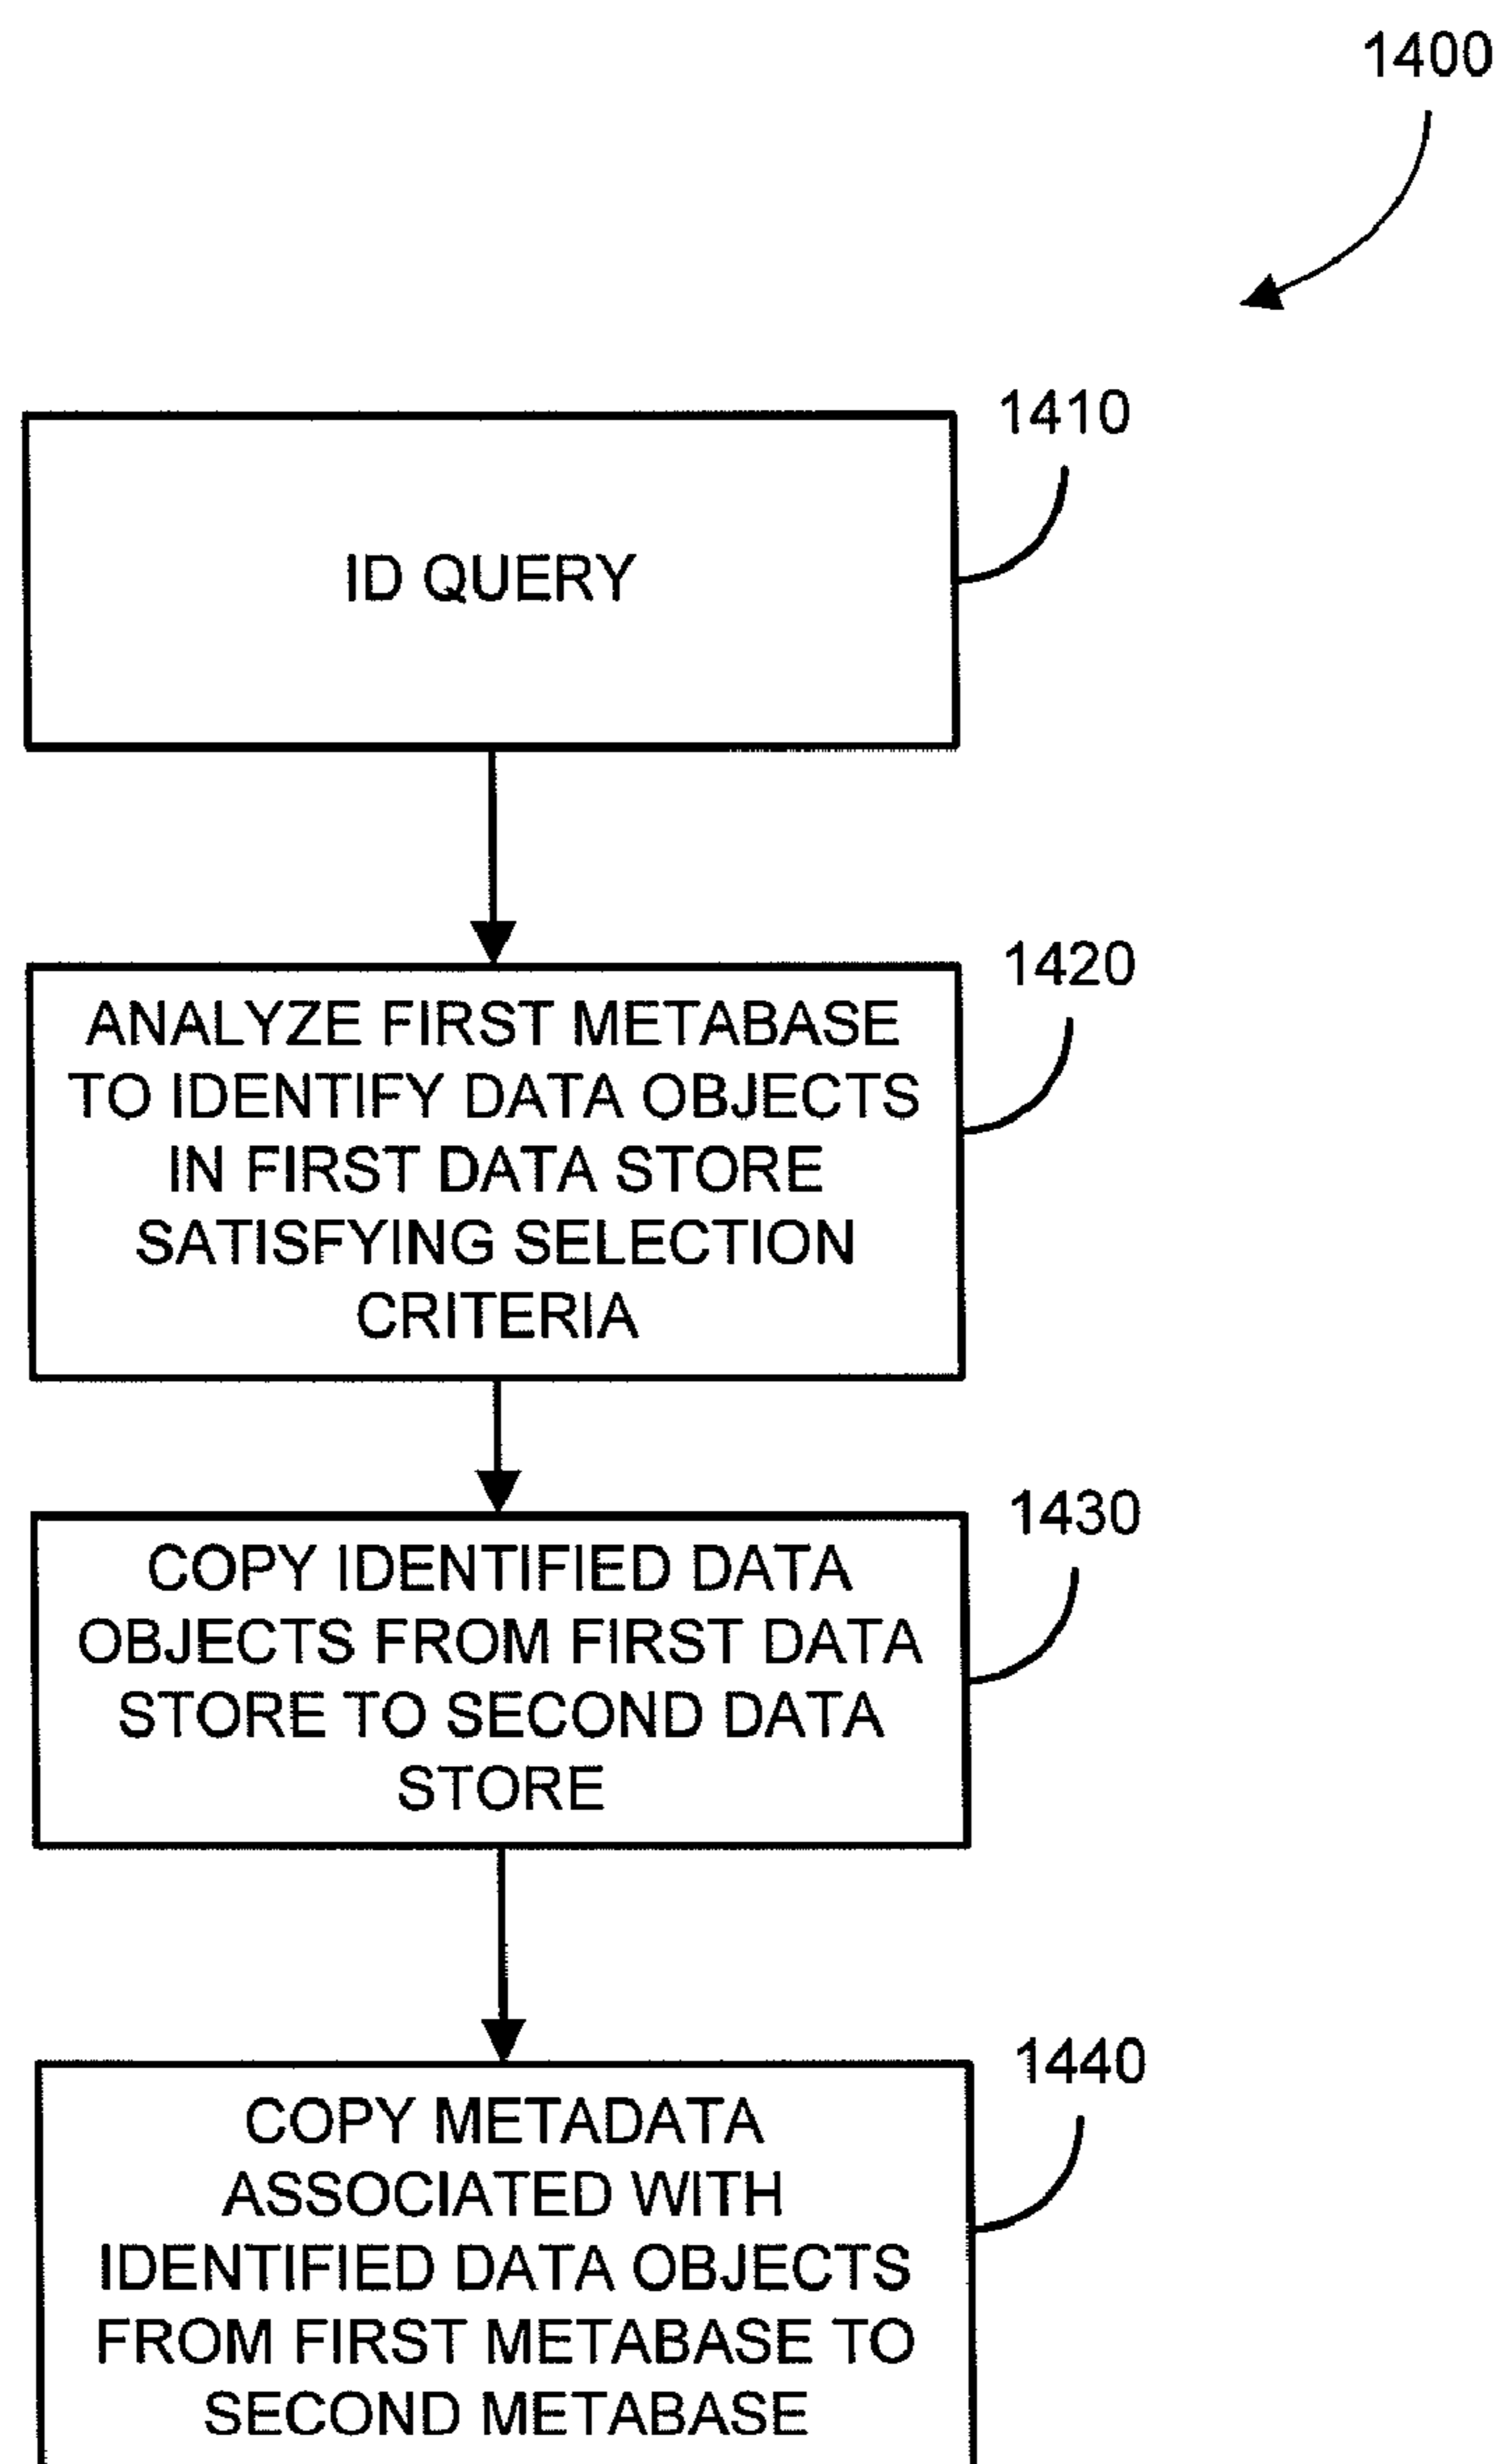 1400
1410
ID QUERY
1420
ANALYZE FIRST METABASE
TO IDENTIFY DATA OBJECTS
IN FIRST DATA STORE
SATISFYING SELECTION
CRITERIA
1430
COPY IDENTIFIED DATA
OBJECTS FROM FIRST DATA
STORE TO SECOND DATA
STORE
1440
COPY METADATA
ASSOCIATED WITH
IDENTIFIED DATA OBJECTS
FROM FIRST METABASE TO
SECOND METABASE